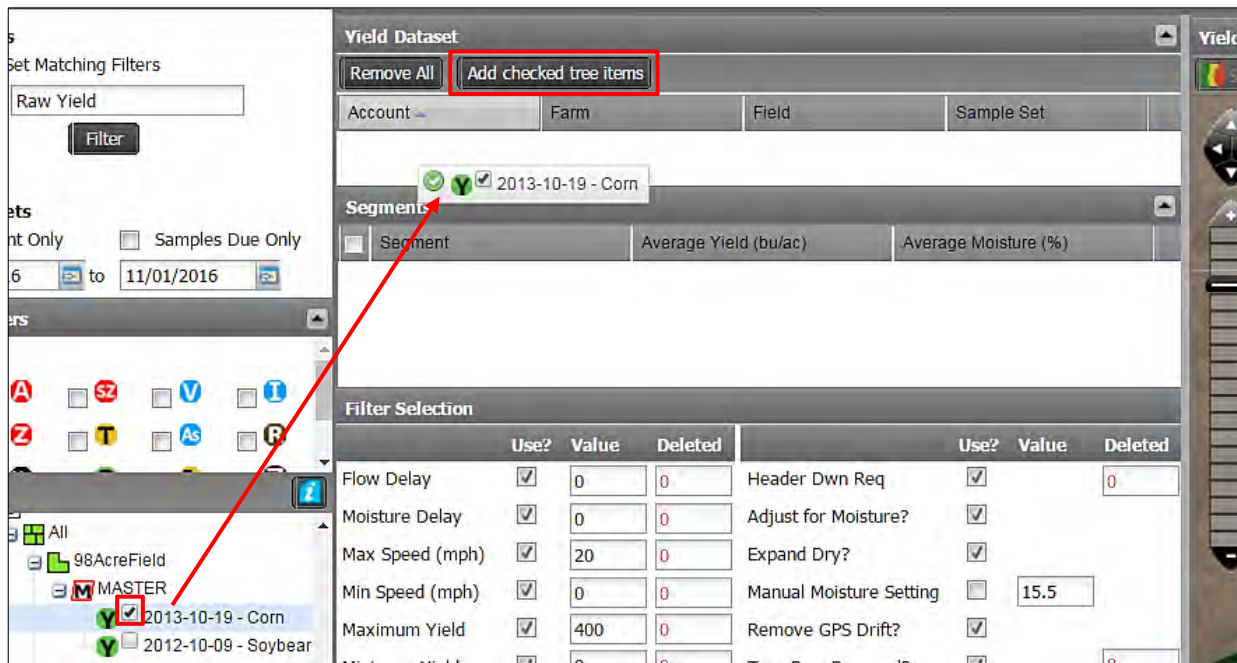 s
Set Matching Filters
Raw Yield
Filter
ets
nt Only Samples Due Only
.6 to 11/01/2016
ers
A SZ V I
Z T As R
i
All
98AcreField
M MASTER
Y 2013-10-19 - Corn
Y 2012-10-09 - Soybear
Yield Dataset
Remove All Add checked tree items
Account Farm Field Sample Set
Y 2013-10-19 - Corn
Segments
Segment Average Yield (bu/ac) Average Moisture (%)
Filter Selection
Use? Value Deleted Use? Value Deleted
Flow Delay 0 0 Header Dwn Req 0
Moisture Delay 0 0 Adjust for Moisture?
Max Speed (mph) 20 0 Expand Dry?
Min Speed (mph) 0 0 Manual Moisture Setting 15.5
Maximum Yield 400 0 Remove GPS Drift?
Yield